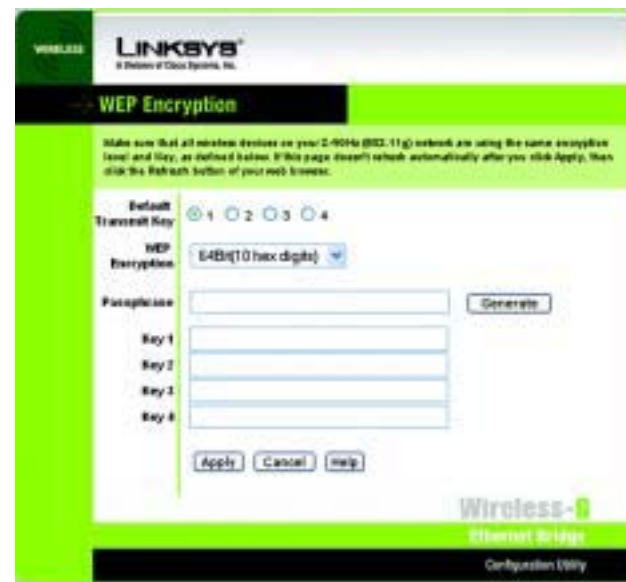 WIRELESS
LINKSYS
A Division of Cisco Systems, Inc.
WEP Encryption
Make sure that all wireless devices on your 2.4GHz (802.11g) network are using the same encryption
level and Key, as defined below. If this page doesn't refresh automatically after you click Apply, then
click the Refresh button of your web browser.
Default
Transmit Key
1 2 3 4
WEP
Encryption
64Bit(10 hex digits)
Passphrase
Generate
Key 1
Key 2
Key 3
Key 4
Apply Cancel Help
Wireless-G
Ethernet Bridge
Configuration Utility